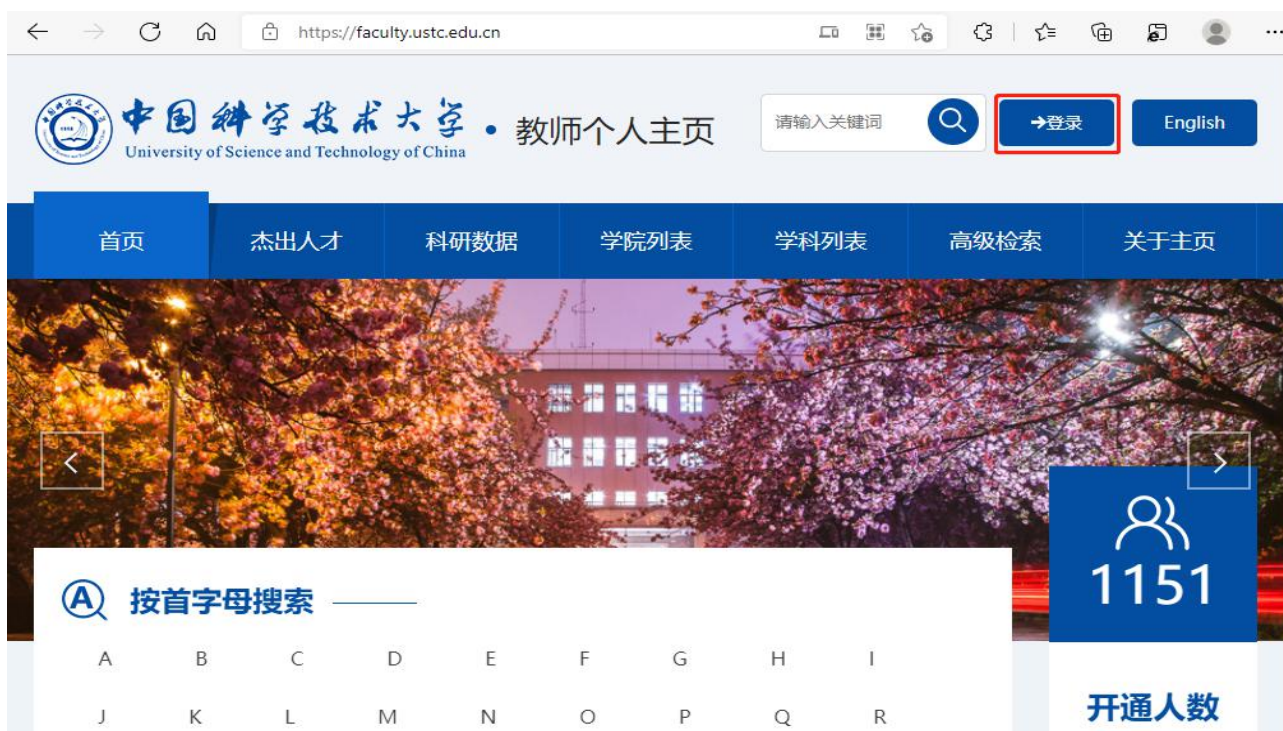 https://faculty.ustc.edu.cn
中国科学技术大学
University of Science and Technology of China
• 教师个人主页
请输入关键词
➔登录
English
首页 杰出人才 科研数据 学院列表 学科列表 高级检索 关于主页
1151
开通人数
按首字母搜索
A B C D E F G H I
J K L M N O P Q R